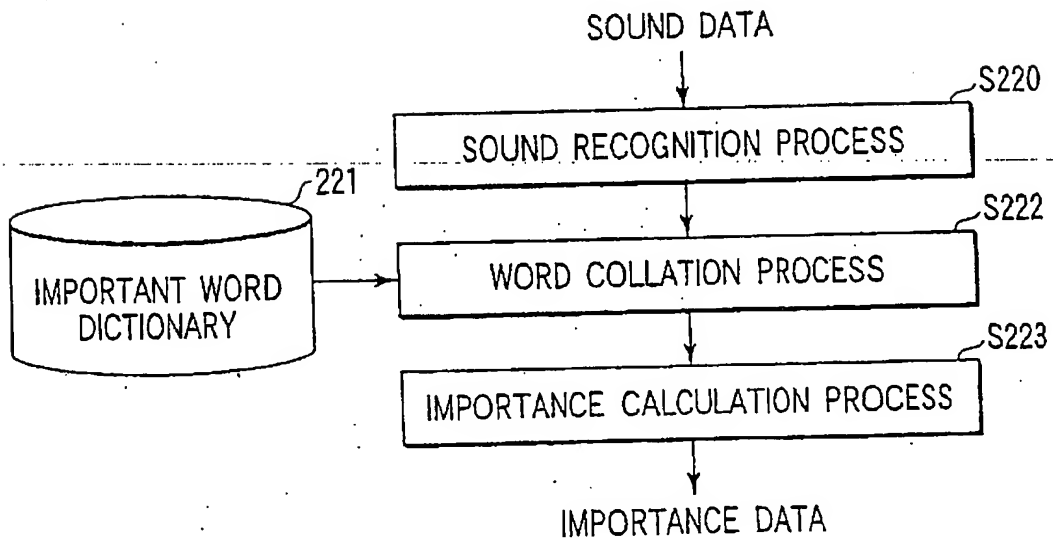 SOUND DATA
S220
SOUND RECOGNITION PROCESS
221
S222
IMPORTANT WORD
DICTIONARY
WORD COLLATION PROCESS
S223
IMPORTANCE CALCULATION PROCESS
IMPORTANCE DATA